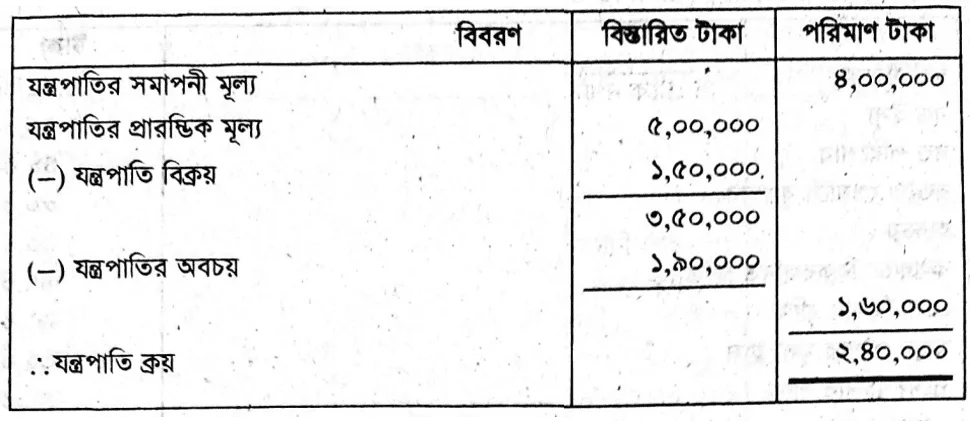 বিবরণ বিস্তারিত টাকা পরিমাণ টাকা
যন্ত্রপাতির সমাপনী মূল্য ৪,০০,০০০
যন্ত্রপাতির প্রারম্ভিক মূল্য ৫,০০,০০০
(–) যন্ত্রপাতি বিক্রয় ১,৫০,০০০
৩,৫০,০০০
(–) যন্ত্রপাতির অবচয় ১,৯০,০০০
১,৬০,০০০
∴ যন্ত্রপাতি ক্রয় ২,৪০,০০০